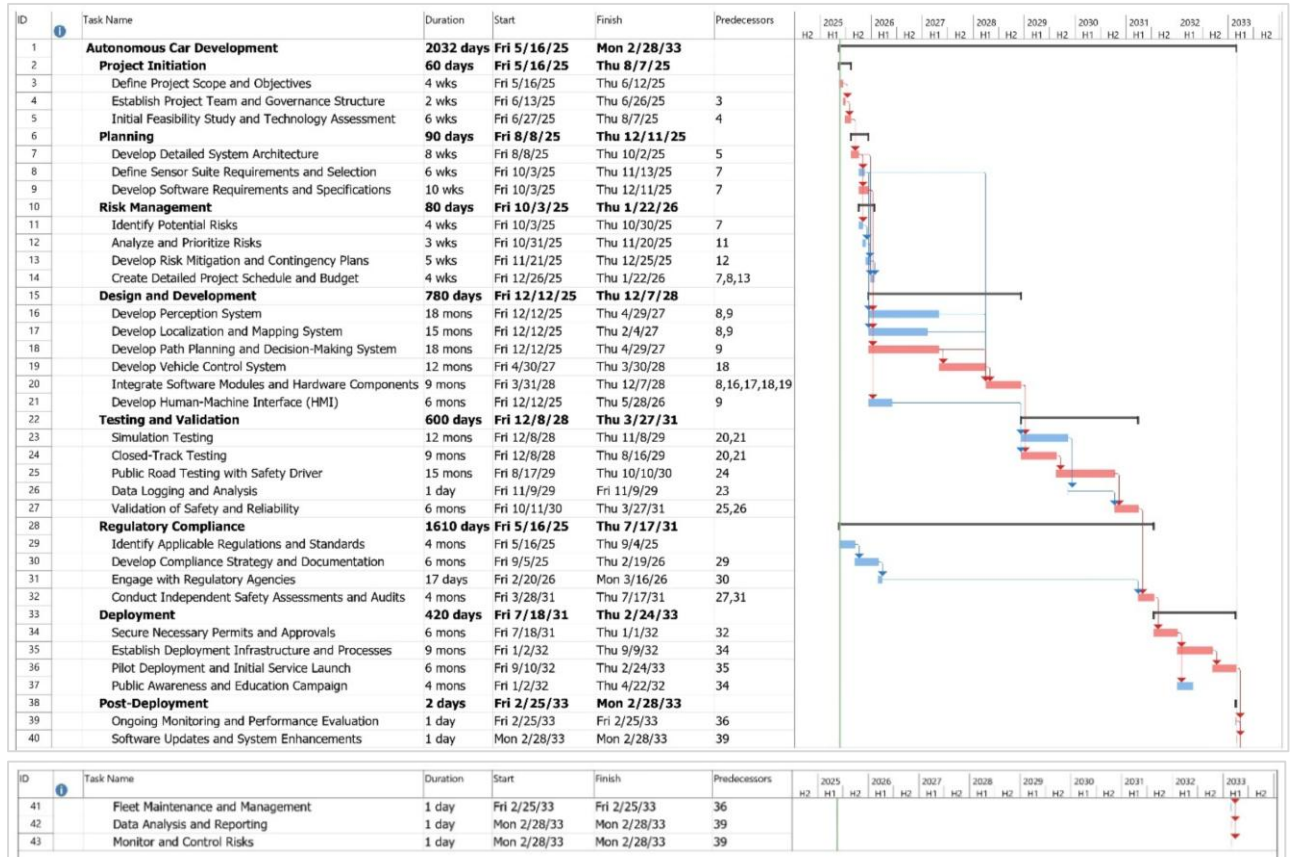 ID Task Name Duration Start Finish Predecessors 2025 2026 2027 2028 2029 2030 2031 2032 2033
H2 H1 H2 H1 H2 H1 H2 H1 H2 H1 H2 H1 H2 H1 H2 H1 H2 H1 H2
1 Autonomous Car Development 2032 days Fri 5/16/25 Mon 2/28/33
2 Project Initiation 60 days Fri 5/16/25 Thu 8/7/25
3 Define Project Scope and Objectives 4 wks Fri 5/16/25 Thu 6/12/25
4 Establish Project Team and Governance Structure 2 wks Fri 6/13/25 Thu 6/26/25 3
5 Initial Feasibility Study and Technology Assessment 6 wks Fri 6/27/25 Thu 8/7/25 4
6 Planning 90 days Fri 8/8/25 Thu 12/11/25
7 Develop Detailed System Architecture 8 wks Fri 8/8/25 Thu 10/2/25 5
8 Define Sensor Suite Requirements and Selection 6 wks Fri 10/3/25 Thu 11/13/25 7
9 Develop Software Requirements and Specifications 10 wks Fri 10/3/25 Thu 12/11/25 7
10 Risk Management 80 days Fri 10/3/25 Thu 1/22/26
11 Identify Potential Risks 4 wks Fri 10/3/25 Thu 10/30/25 7
12 Analyze and Prioritize Risks 3 wks Fri 10/31/25 Thu 11/20/25 11
13 Develop Risk Mitigation and Contingency Plans 5 wks Fri 11/21/25 Thu 12/25/25 12
14 Create Detailed Project Schedule and Budget 4 wks Fri 12/26/25 Thu 1/22/26 7,8,13
15 Design and Development 780 days Fri 12/12/25 Thu 12/7/28
16 Develop Perception System 18 mons Fri 12/12/25 Thu 4/29/27 8,9
17 Develop Localization and Mapping System 15 mons Fri 12/12/25 Thu 2/4/27 8,9
18 Develop Path Planning and Decision-Making System 18 mons Fri 12/12/25 Thu 4/29/27 9
19 Develop Vehicle Control System 12 mons Fri 4/30/27 Thu 3/30/28 18
20 Integrate Software Modules and Hardware Components 9 mons Fri 3/31/28 Thu 12/7/28 8,16,17,18,19
21 Develop Human-Machine Interface (HMI) 6 mons Fri 12/12/25 Thu 5/28/26 9
22 Testing and Validation 600 days Fri 12/8/28 Thu 3/27/31
23 Simulation Testing 12 mons Fri 12/8/28 Thu 11/8/29 20,21
24 Closed-Track Testing 9 mons Fri 12/8/28 Thu 8/16/29 20,21
25 Public Road Testing with Safety Driver 15 mons Fri 8/17/29 Thu 10/10/30 24
26 Data Logging and Analysis 1 day Fri 11/9/29 Fri 11/9/29 23
27 Validation of Safety and Reliability 6 mons Fri 10/11/30 Thu 3/27/31 25,26
28 Regulatory Compliance 1610 days Fri 5/16/25 Thu 7/17/31
29 Identify Applicable Regulations and Standards 4 mons Fri 5/16/25 Thu 9/4/25
30 Develop Compliance Strategy and Documentation 6 mons Fri 9/5/25 Thu 2/19/26 29
31 Engage with Regulatory Agencies 17 days Fri 2/20/26 Mon 3/16/26 30
32 Conduct Independent Safety Assessments and Audits 4 mons Fri 3/28/31 Thu 7/17/31 27,31
33 Deployment 420 days Fri 7/18/31 Thu 2/24/33
34 Secure Necessary Permits and Approvals 6 mons Fri 7/18/31 Thu 1/1/32 32
35 Establish Deployment Infrastructure and Processes 9 mons Fri 1/2/32 Thu 9/9/32 34
36 Pilot Deployment and Initial Service Launch 6 mons Fri 9/10/32 Thu 2/24/33 35
37 Public Awareness and Education Campaign 4 mons Fri 1/2/32 Thu 4/22/32 34
38 Post-Deployment 2 days Fri 2/25/33 Mon 2/28/33
39 Ongoing Monitoring and Performance Evaluation 1 day Fri 2/25/33 Fri 2/25/33 36
40 Software Updates and System Enhancements 1 day Mon 2/28/33 Mon 2/28/33 39
ID Task Name Duration Start Finish Predecessors 2025 2026 2027 2028 2029 2030 2031 2032 2033
H2 H1 H2 H1 H2 H1 H2 H1 H2 H1 H2 H1 H2 H1 H2 H1 H2 H1 H2
41 Fleet Maintenance and Management 1 day Fri 2/25/33 Fri 2/25/33 36
42 Data Analysis and Reporting 1 day Mon 2/28/33 Mon 2/28/33 39
43 Monitor and Control Risks 1 day Mon 2/28/33 Mon 2/28/33 39